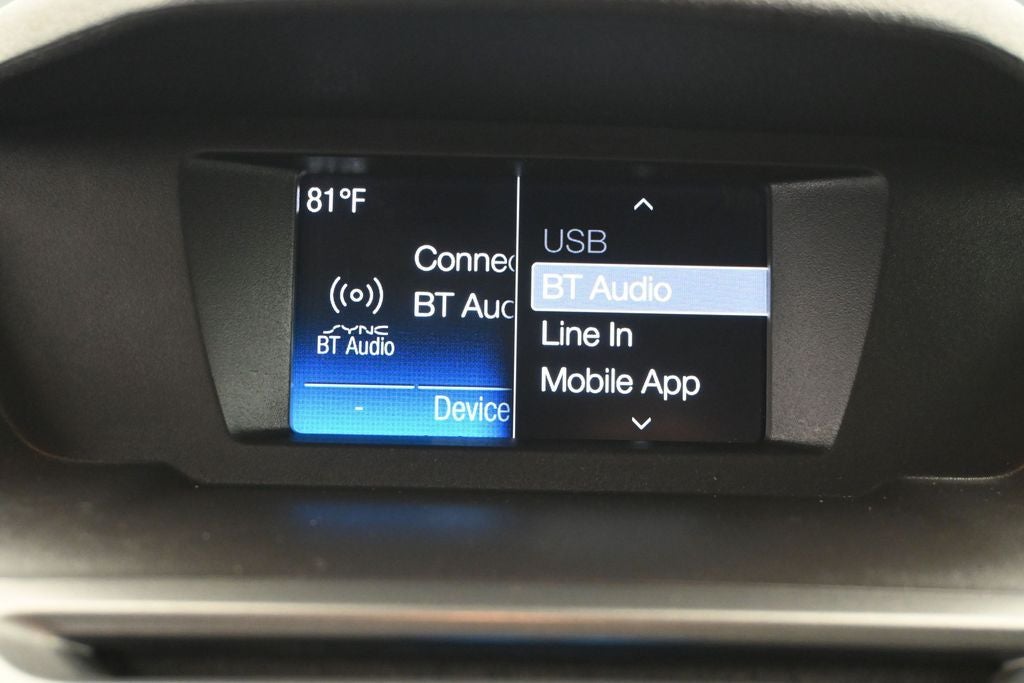 81°F
Connec
BT Auc
SYNC
BT Audio
-
Device
USB
BT Audio
Line In
Mobile App